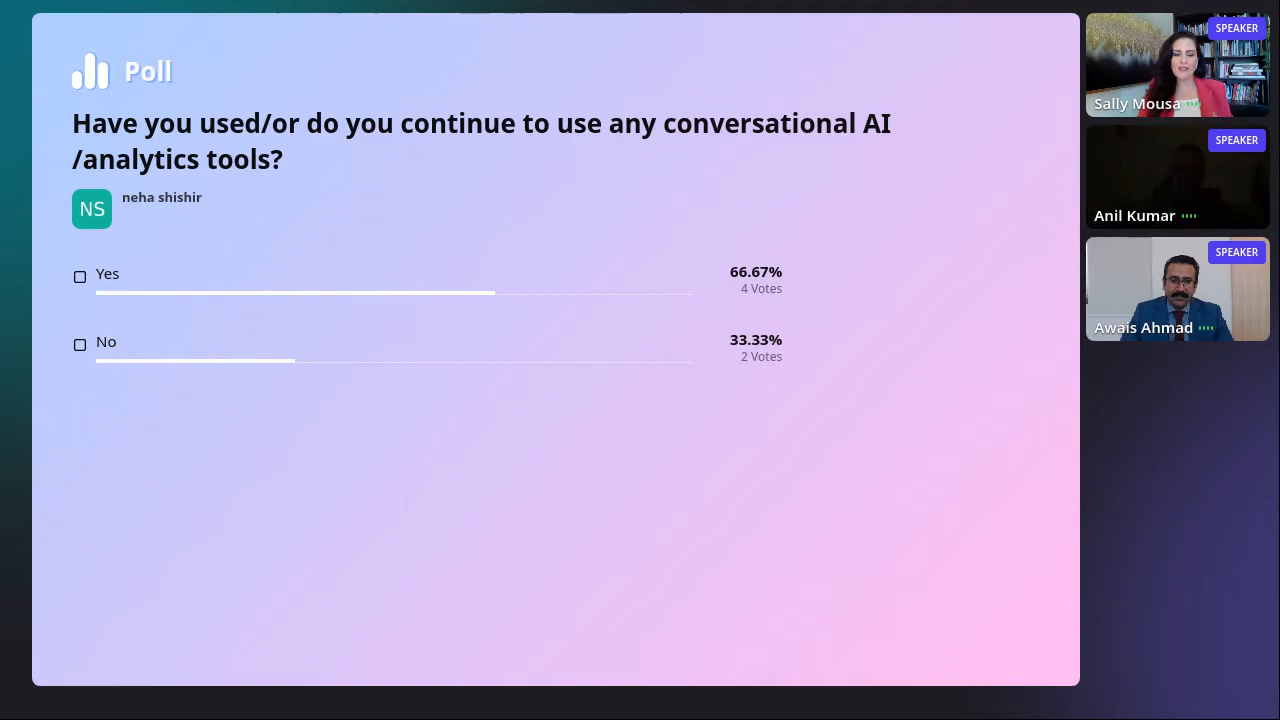 Poll
Have you used/or do you continue to use any conversational AI
/analytics tools?
NS
neha shishir
Yes
66.67%
4 Votes
No
33.33%
2 Votes
SPEAKER
Sally Mousa
SPEAKER
Anil Kumar
SPEAKER
Awais Ahmad